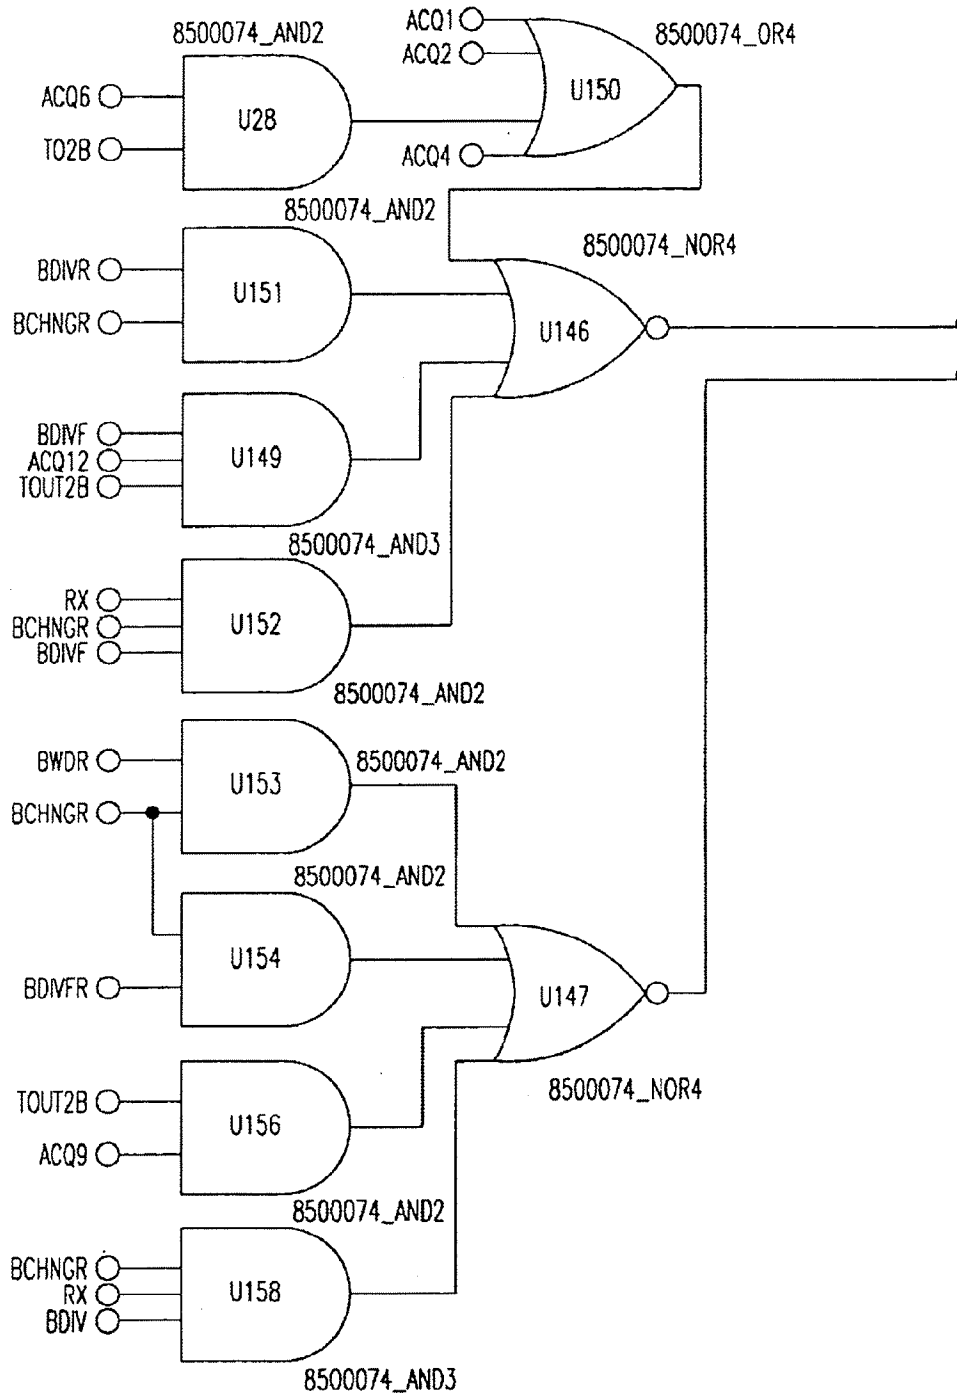 ACQ1
8500074_AND2
8500074_OR4
ACQ2
ACQ6
U28
U150
TO2B
ACQ4
8500074_AND2
8500074_NOR4
BDIVR
U151
BCHNGR
U146
BDIVF
ACQ12
U149
TOUT2B
8500074_AND3
RX
BCHNGR
U152
BDIVF
8500074_AND2
BWDR
8500074_AND2
U153
BCHNGR
8500074_AND2
U154
BDIVFR
U147
8500074_NOR4
TOUT2B
U156
ACQ9
8500074_AND2
BCHNGR
RX
U158
BDIV
8500074_AND3